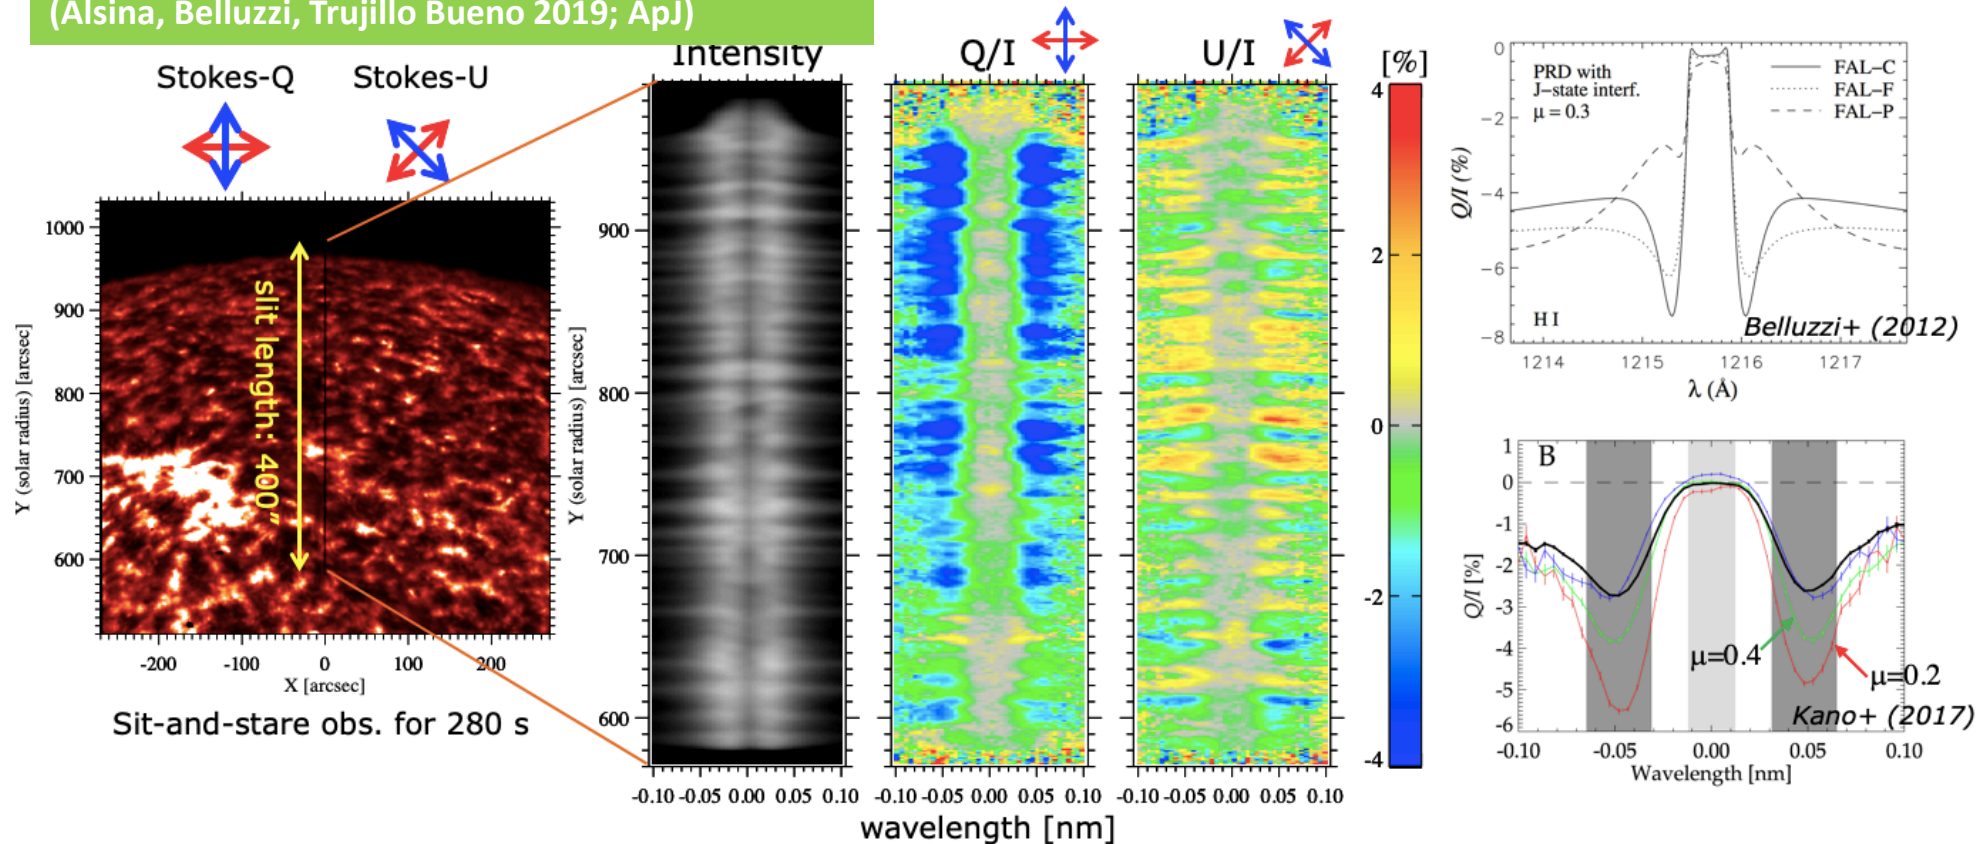 (Alsina, Belluzzi, Trujillo Bueno 2019; ApJ)
Stokes-Q
Stokes-U
1000
900
800
700
600
Y (solar radius) [arcsec]
slit length: 400”
-200
-100
0
100
200
X [arcsec]
Sit-and-stare obs. for 280 s
Intensity
Q/I
U/I
[%]
Y (solar radius) [arcsec]
900
800
700
600
-0.10 -0.05 0.00 0.05 0.10
-0.10 -0.05 0.00 0.05 0.10
-0.10 -0.05 0.00 0.05 0.10
wavelength [nm]
4
2
0
-2
-4
Q/I (%)
0
−2
−4
−6
−8
PRD with
J−state interf.
μ = 0.3
FAL−C
FAL−F
FAL−P
H I
Belluzzi+ (2012)
1214
1215
1216
1217
λ (Å)
Q/I [%]
1
0
-1
-2
-3
-4
-5
-6
B
μ=0.4
μ=0.2
Kano+ (2017)
-0.10
-0.05
0.00
0.05
0.10
Wavelength [nm]